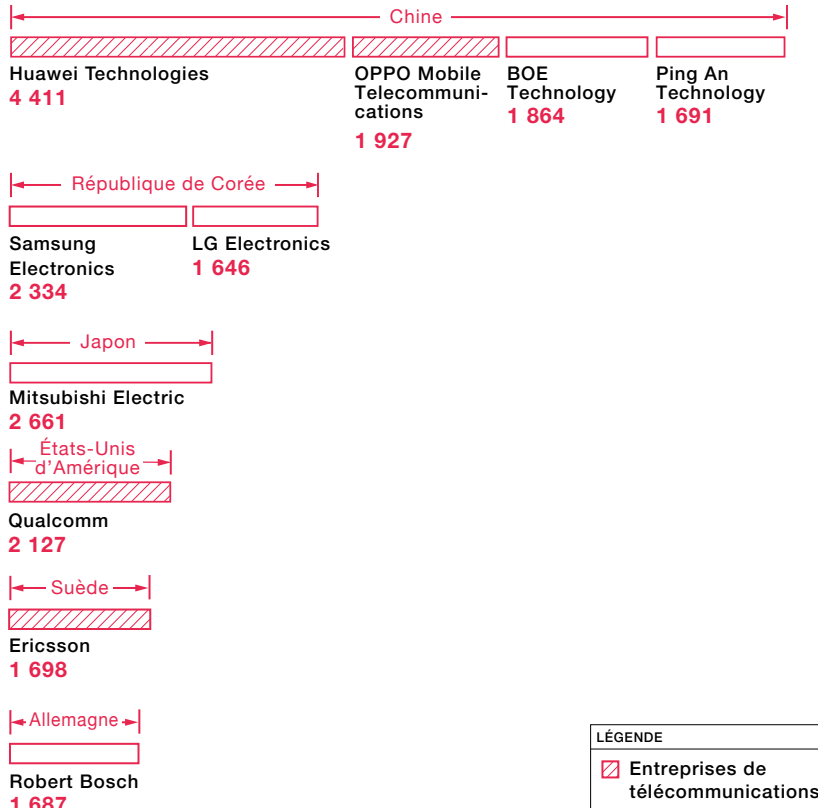 Chine
Huawei Technologies
4 411
OPPO Mobile
Telecommuni-
cations
1 927
BOE
Technology
1 864
Ping An
Technology
1 691
République de Corée
Samsung
Electronics
2 334
LG Electronics
1 646
Japon
Mitsubishi Electric
2 661
États-Unis
d’Amérique
Qualcomm
2 127
Suède
Ericsson
1 698
Allemagne
Robert Bosch
1 687
LÉGENDE
Entreprises de
télécommunications